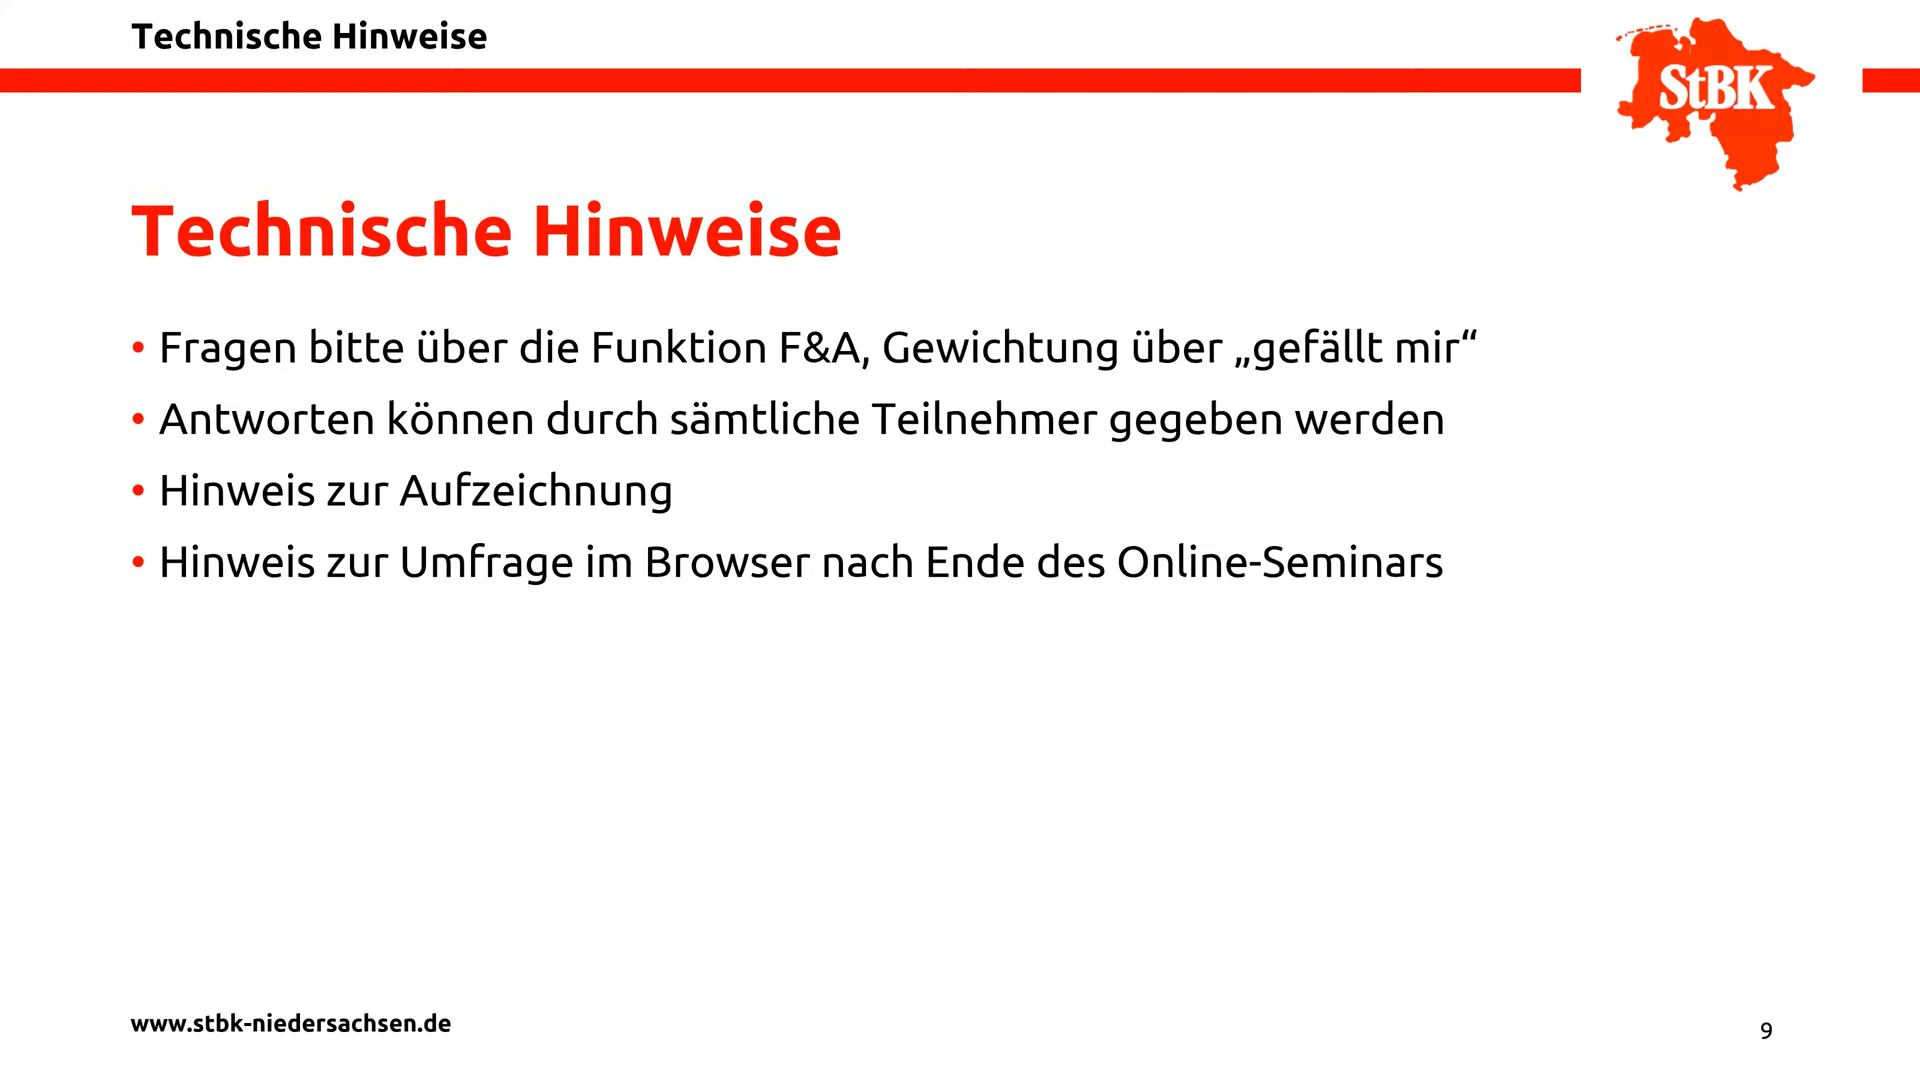 Technische Hinweise
StBK
Technische Hinweise
• Fragen bitte über die Funktion F&A, Gewichtung über „gefällt mir“
• Antworten können durch sämtliche Teilnehmer gegeben werden
• Hinweis zur Aufzeichnung
• Hinweis zur Umfrage im Browser nach Ende des Online-Seminars
www.stbk-niedersachsen.de
9